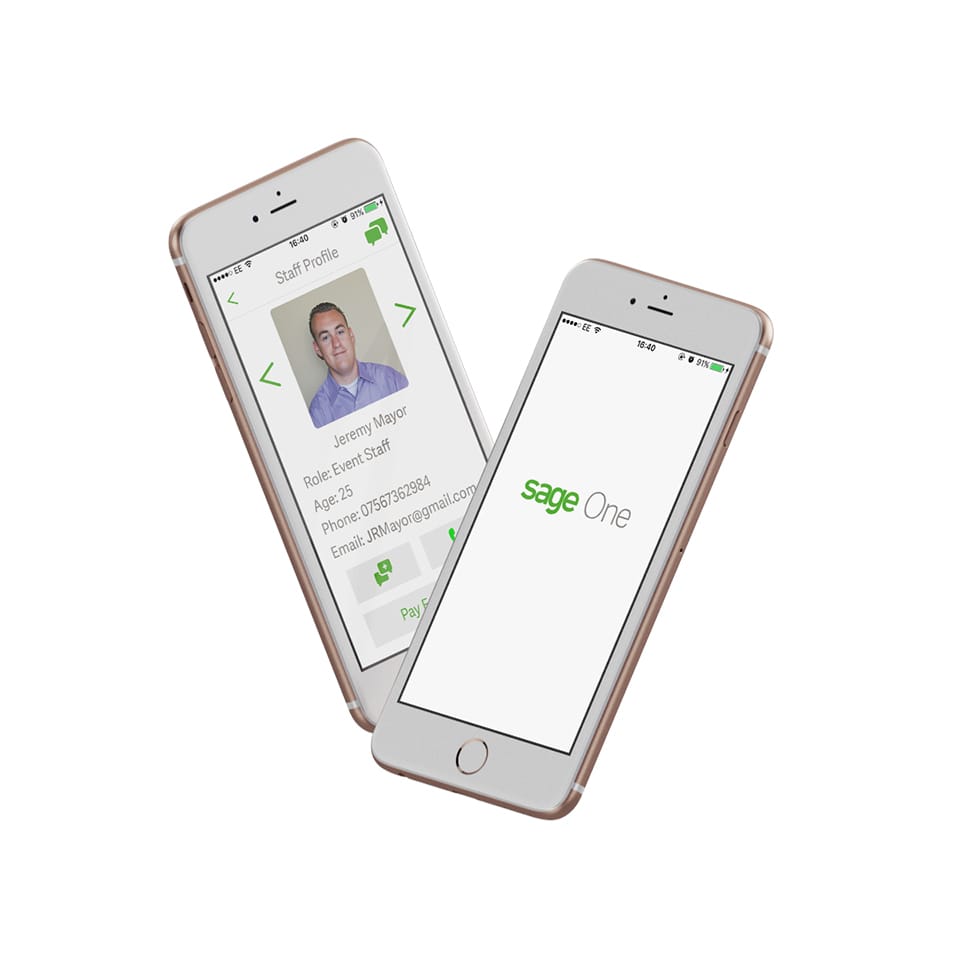 EE 16:40 91%
Staff Profile
Jeremy Mayor
Role: Event Staff
Age: 25
Phone: 07567362984
Email: JRMayor@gmail.com
Pay
EE 16:40 91%
sage One